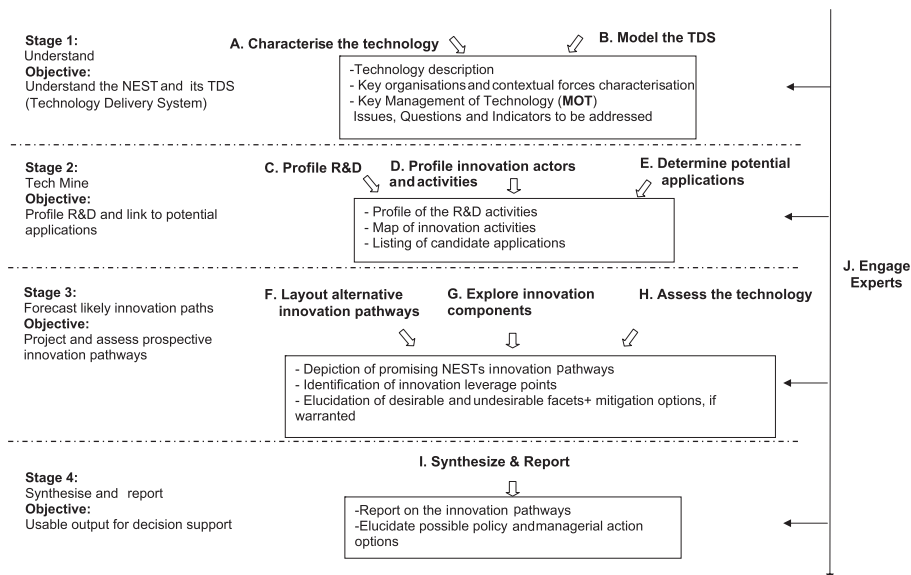 Stage 1:
Understand
Objective:
Understand the NEST and its TDS
(Technology Delivery System)
A. Characterise the technology
B. Model the TDS
-Technology description
- Key organisations and contextual forces characterisation
- Key Management of Technology (MOT)
Issues, Questions and Indicators to be addressed
Stage 2:
Tech Mine
Objective:
Profile R&D and link to potential
applications
C. Profile R&D
D. Profile innovation actors
and activities
E. Determine potential
applications
- Profile of the R&D activities
- Map of innovation activities
- Listing of candidate applications
J. Engage
Experts
Stage 3:
Forecast likely innovation paths
Objective:
Project and assess prospective
innovation pathways
F. Layout alternative
innovation pathways
G. Explore innovation
components
H. Assess the technology
- Depiction of promising NESTs innovation pathways
- Identification of innovation leverage points
- Elucidation of desirable and undesirable facets+ mitigation options, if
warranted
Stage 4:
Synthesise and report
Objective:
Usable output for decision support
I. Synthesize & Report
-Report on the innovation pathways
-Elucidate possible policy andmanagerial action
options